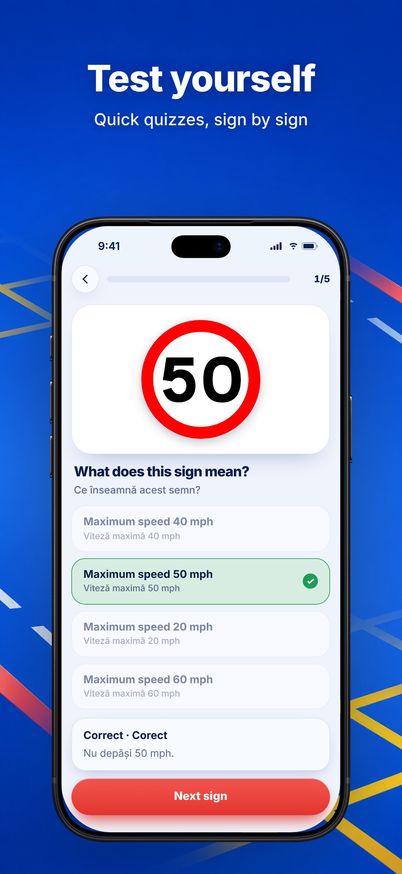 Test yourself
Quick quizzes, sign by sign
9:41
1/5
50
What does this sign mean?
Ce înseamnă acest semn?
Maximum speed 40 mph
Viteză maximă 40 mph
Maximum speed 50 mph
Viteză maximă 50 mph
Maximum speed 20 mph
Viteză maximă 20 mph
Maximum speed 60 mph
Viteză maximă 60 mph
Correct · Corect
Nu depăși 50 mph.
Next sign